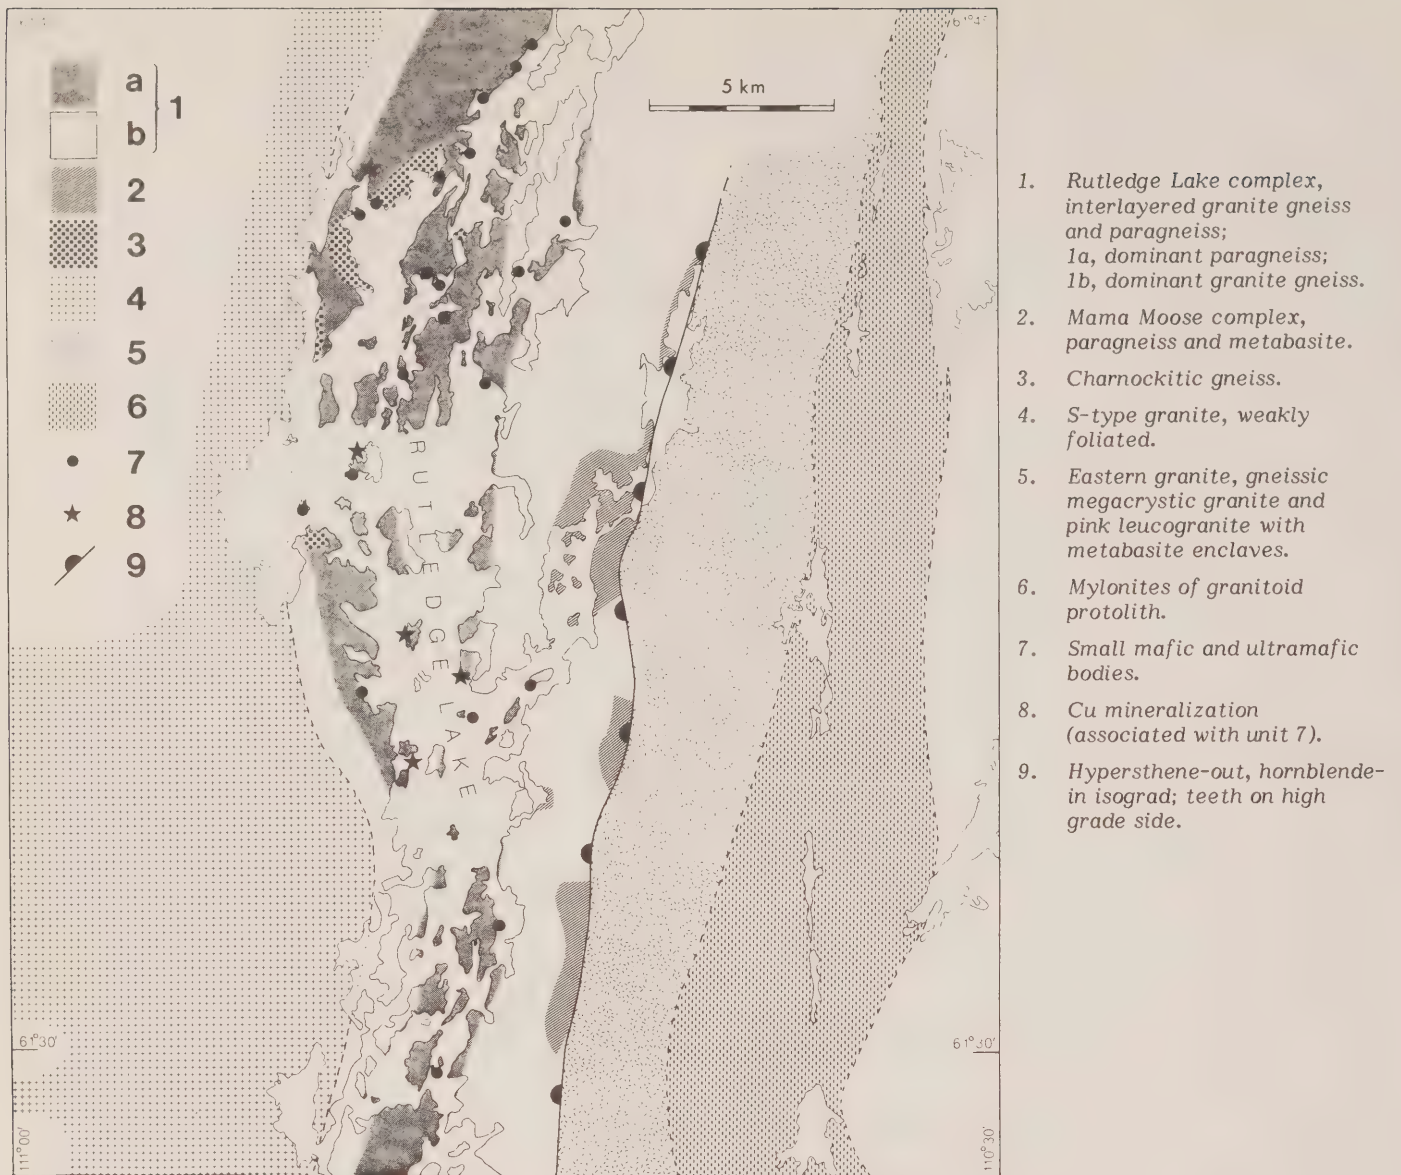 a
1
b
2
3
4
5
6
7
8
9
5 km
RUTLEDGE LAKE
61°30'
61°30'
111°00'
110°30'
1. Rutledge Lake complex,
interlayered granite gneiss
and paragneiss;
1a, dominant paragneiss;
1b, dominant granite gneiss.
2. Mama Moose complex,
paragneiss and metabasite.
3. Charnockitic gneiss.
4. S-type granite, weakly
foliated.
5. Eastern granite, gneissic
megacrystic granite and
pink leucogranite with
metabasite enclaves.
6. Mylonites of granitoid
protolith.
7. Small mafic and ultramafic
bodies.
8. Cu mineralization
(associated with unit 7).
9. Hypersthene-out, hornblende-
in isograd; teeth on high
grade side.